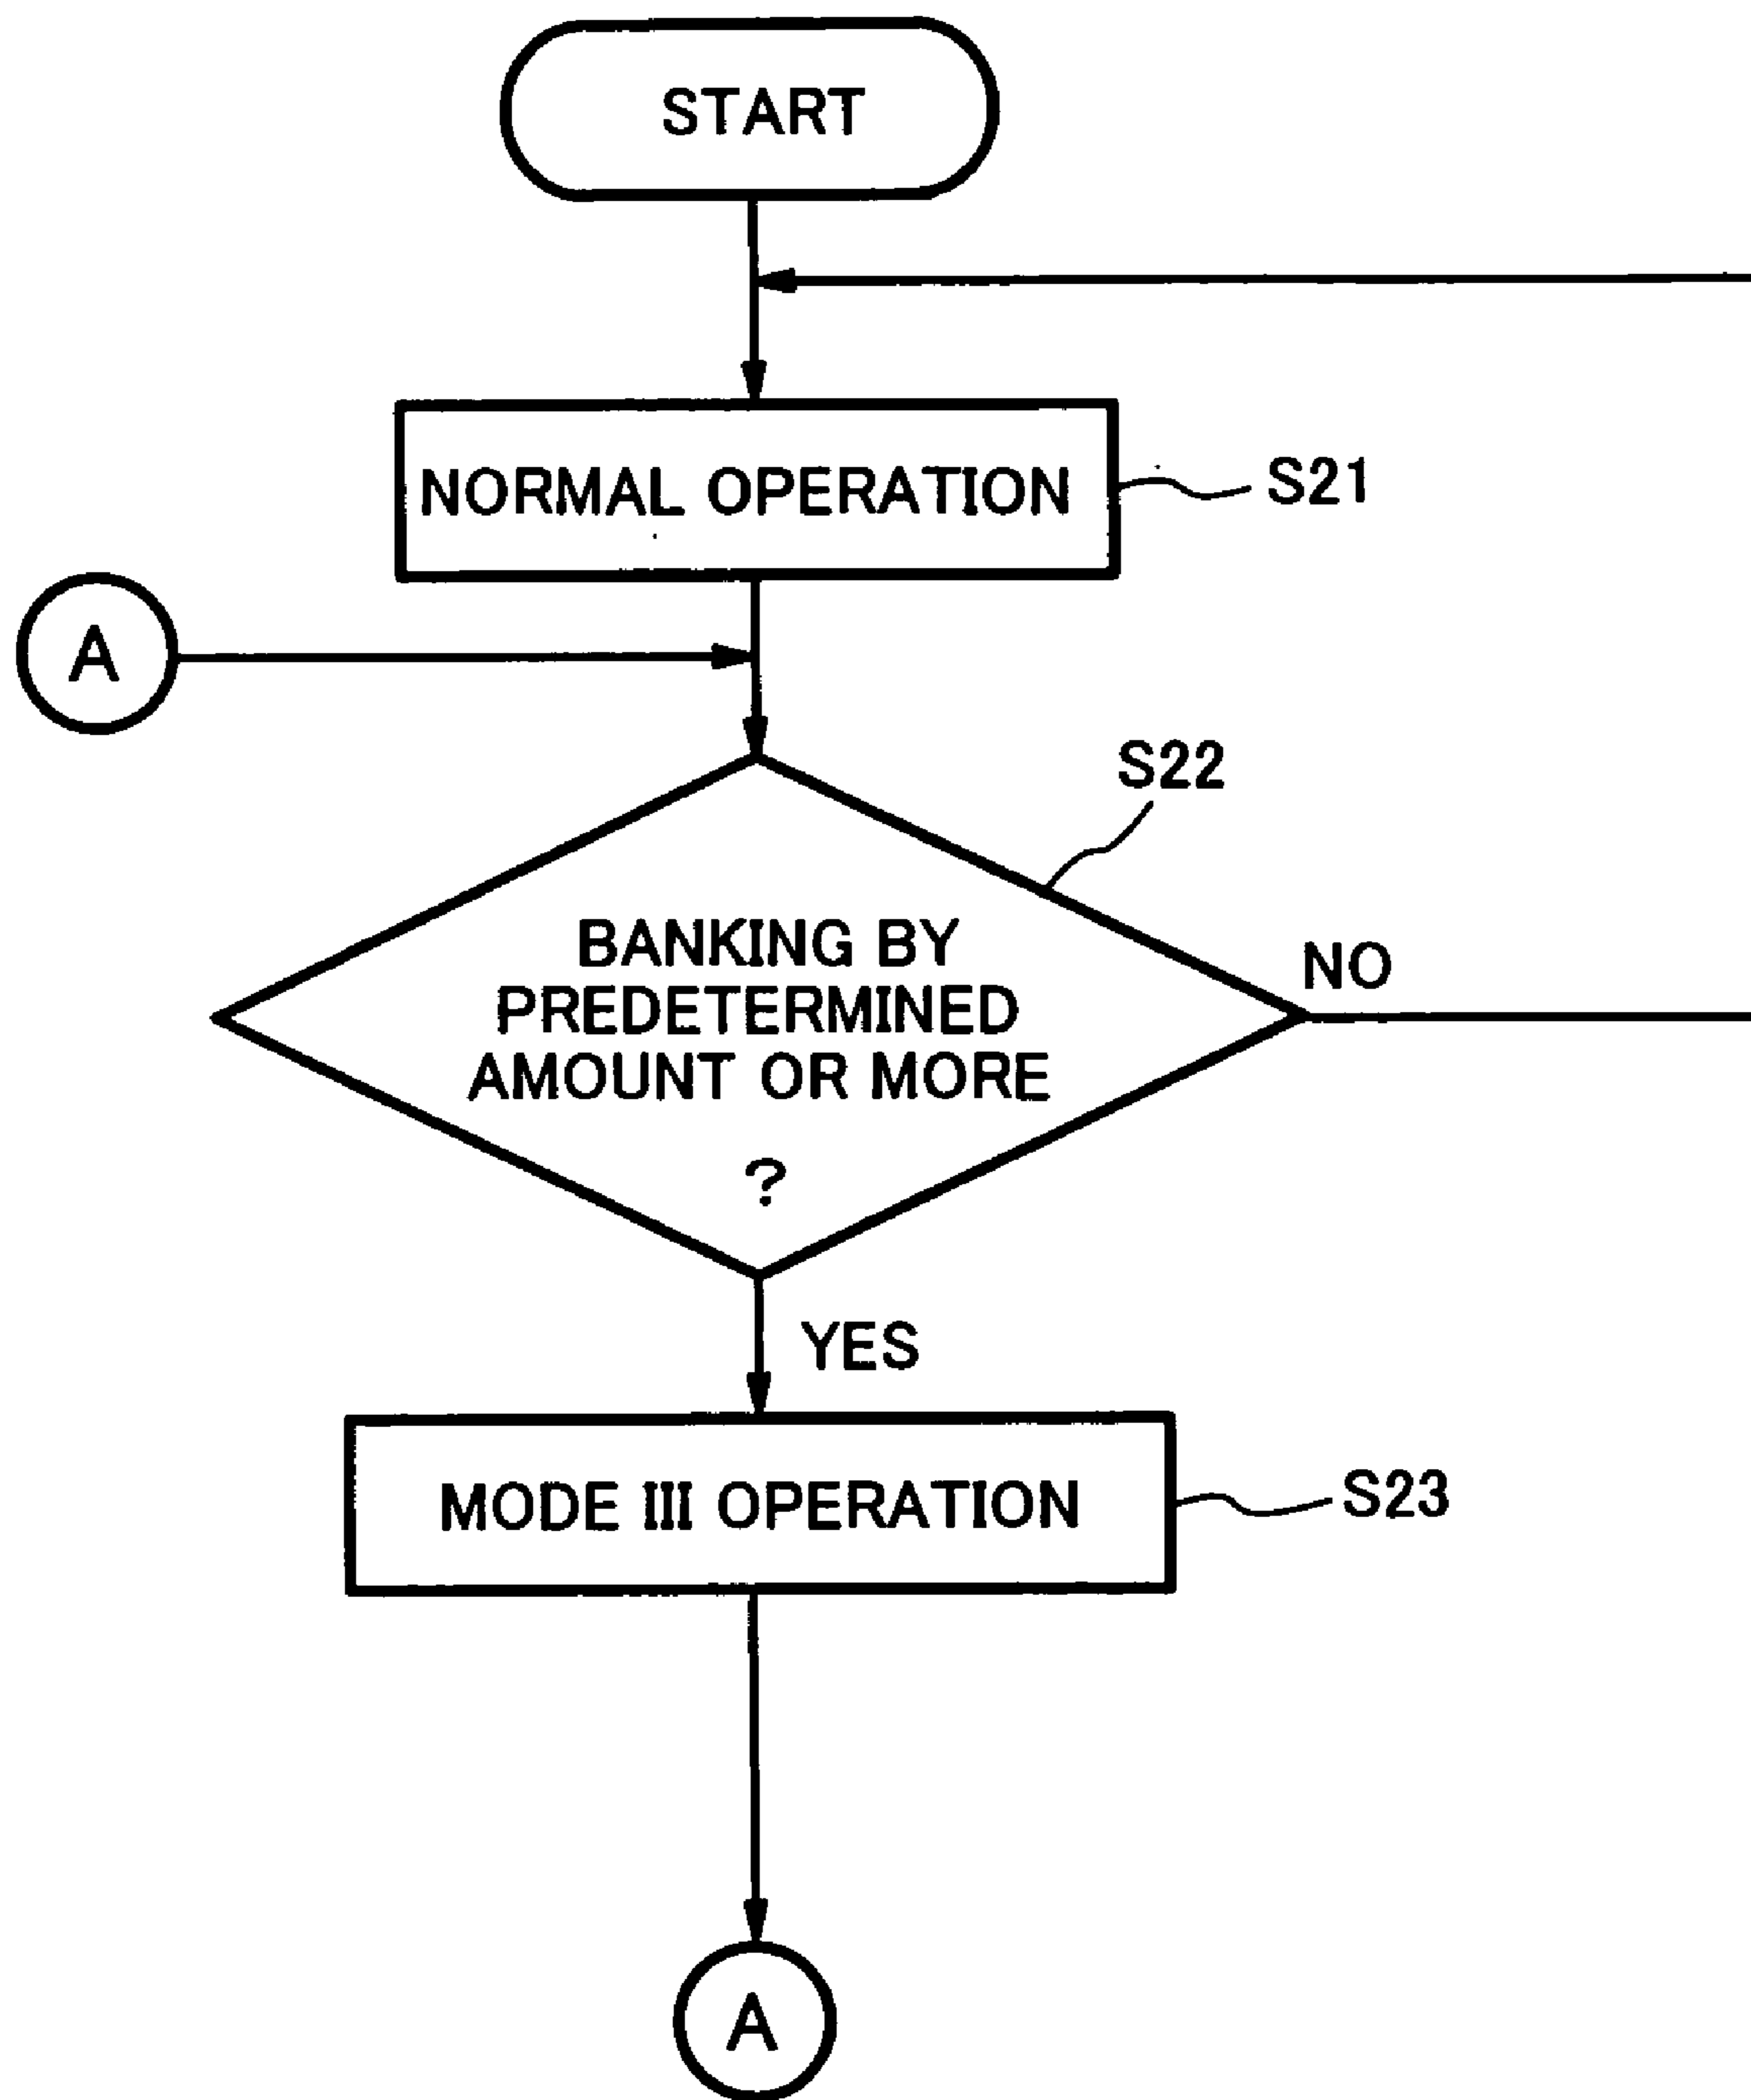 START
NORMAL OPERATION
S21
A
S22
BANKING BY
PREDETERMINED
AMOUNT OR MORE
?
NO
YES
MODE III OPERATION
S23
A